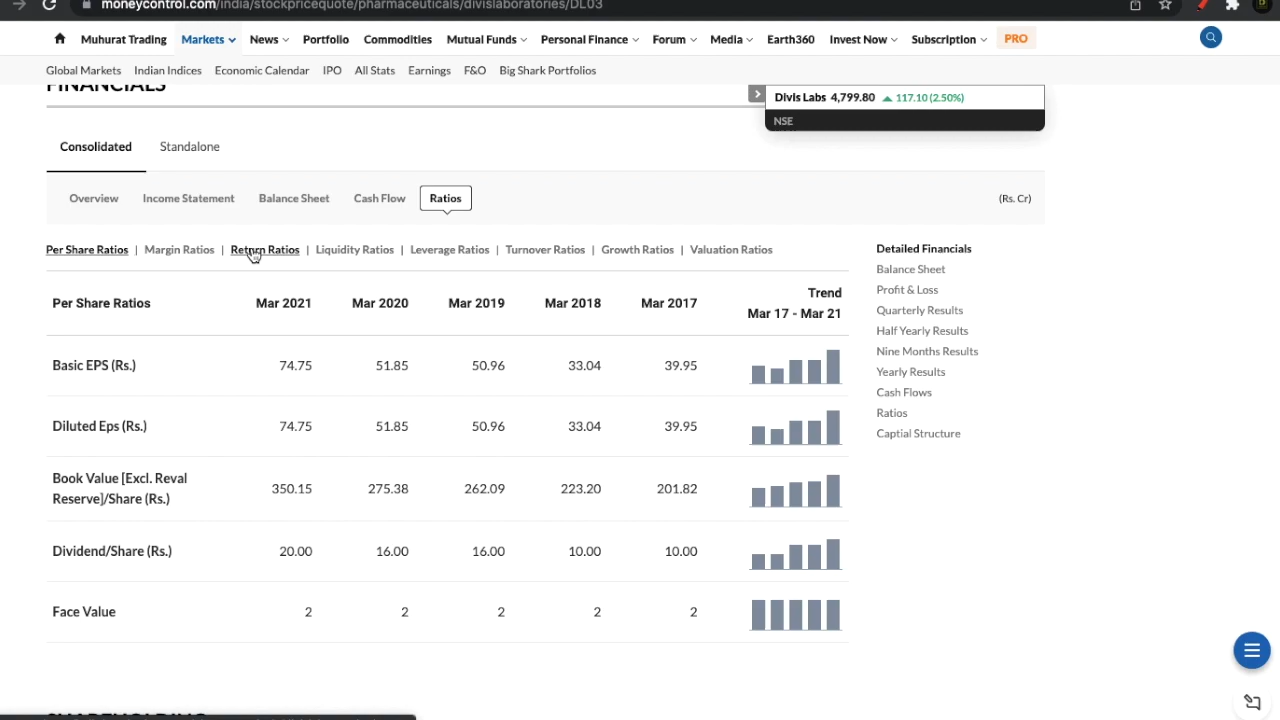 moneycontrol.com/india/stockpricequote/pharmaceuticals/divislaboratories/DL03
Muhurat Trading Markets News Portfolio Commodities Mutual Funds Personal Finance Forum Media Earth360 Invest Now Subscription PRO
Global Markets Indian Indices Economic Calendar IPO All Stats Earnings F&O Big Shark Portfolios
FINANCIALS
Divis Labs 4,799.80 117.10 (2.50%)
NSE
Consolidated Standalone
Overview Income Statement Balance Sheet Cash Flow Ratios (Rs. Cr)
Per Share Ratios | Margin Ratios | Return Ratios | Liquidity Ratios | Leverage Ratios | Turnover Ratios | Growth Ratios | Valuation Ratios
Per Share Ratios Mar 2021 Mar 2020 Mar 2019 Mar 2018 Mar 2017 Trend
Mar 17 - Mar 21
Basic EPS (Rs.) 74.75 51.85 50.96 33.04 39.95
Diluted Eps (Rs.) 74.75 51.85 50.96 33.04 39.95
Book Value [Excl. Reval
Reserve]/Share (Rs.) 350.15 275.38 262.09 223.20 201.82
Dividend/Share (Rs.) 20.00 16.00 16.00 10.00 10.00
Face Value 2 2 2 2 2
Detailed Financials
Balance Sheet
Profit & Loss
Quarterly Results
Half Yearly Results
Nine Months Results
Yearly Results
Cash Flows
Ratios
Captial Structure
SHAREHOLDING